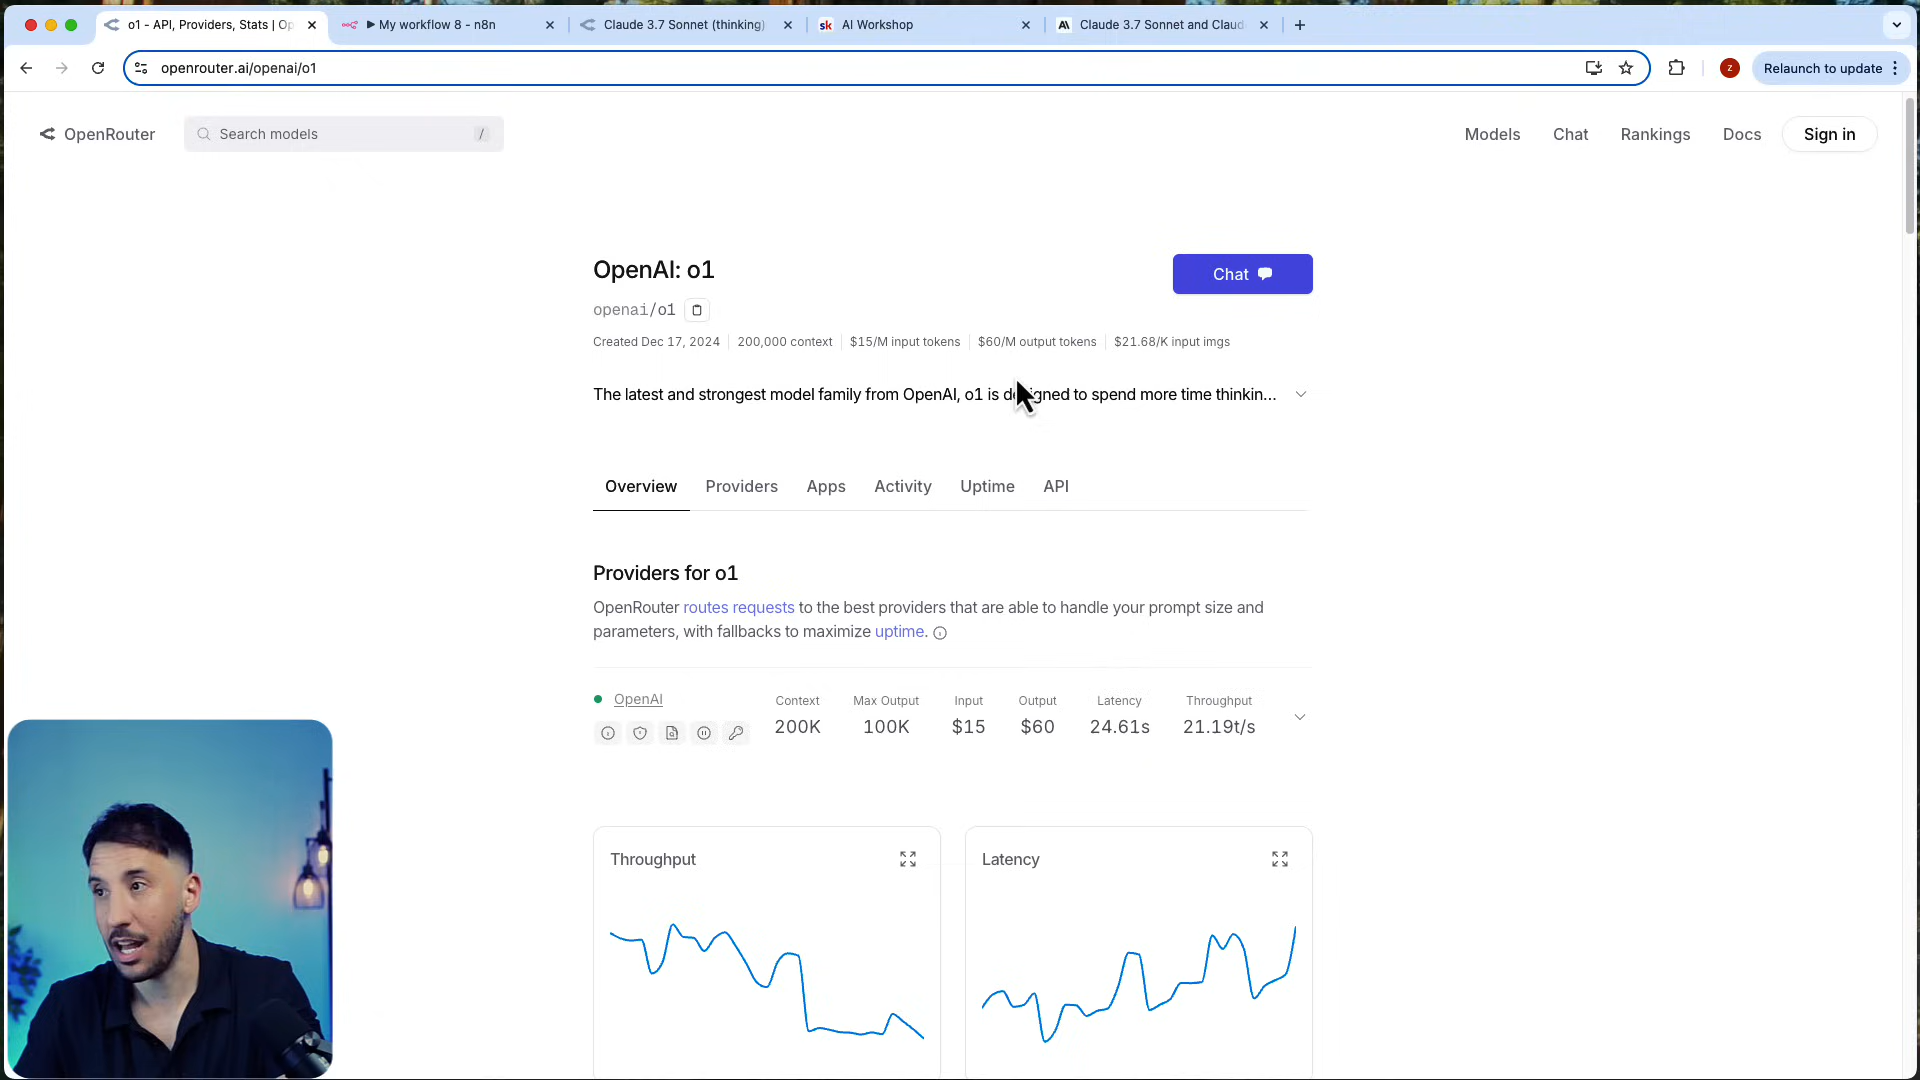 o1 - API, Providers, Stats | Op
My workflow 8 - n8n
Claude 3.7 Sonnet (thinking)
sk AI Workshop
Claude 3.7 Sonnet and Claud
openrouter.ai/openai/o1
z
Relaunch to update
OpenRouter
Search models /
Models
Chat
Rankings
Docs
Sign in
OpenAI: o1
Chat
openai/o1
Created Dec 17, 2024
200,000 context
$15/M input tokens
$60/M output tokens
$21.68/K input imgs
The latest and strongest model family from OpenAI, o1 is designed to spend more time thinkin...
Overview
Providers
Apps
Activity
Uptime
API
Providers for o1
OpenRouter routes requests to the best providers that are able to handle your prompt size and
parameters, with fallbacks to maximize uptime.
OpenAI
Context
Max Output
Input
Output
Latency
Throughput
200K
100K
$15
$60
24.61s
21.19t/s
Throughput
Latency